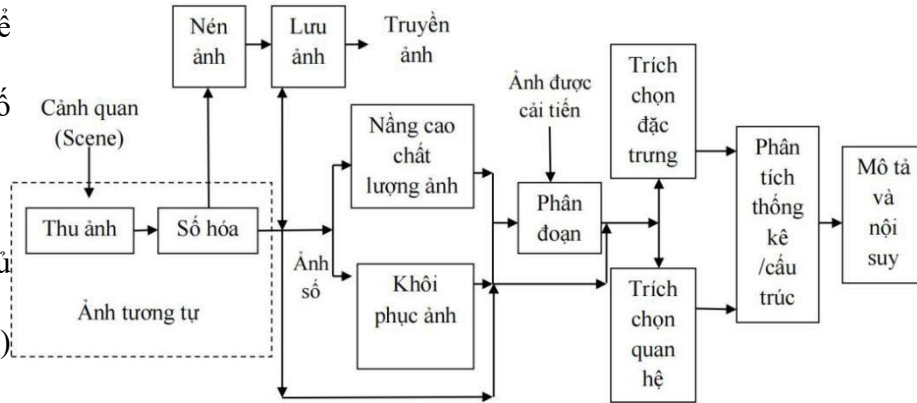 ể
ố
ủ
)
Nén
ảnh
Lưu
ảnh
Truyền
ảnh
Cảnh quan
(Scene)
Thu ảnh
Số hóa
Ảnh tương tự
Ảnh
số
Nầng cao
chất
lượng ảnh
Khôi
phục ảnh
Ảnh được
cải tiến
Phân
đoạn
Trích
chọn
đặc
trưng
Trích
chọn
quan
hệ
Phân
tích
thống
kê
/cấu
trúc
Mô tả
và
nội
suy